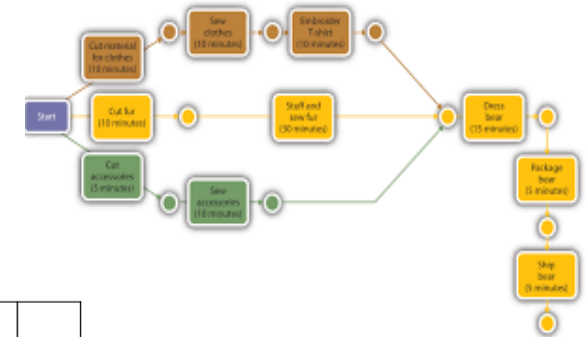 Sew
clothes
(10 minutes)
Embroider
T-shirt
(10 minutes)
Cut material
for clothes
(10 minutes)
Start
Cut fur
(10 minutes)
Stuff and
sew fur
(30 minutes)
Dress
bear
(15 minutes)
Cut
accessories
(5 minutes)
Sew
accessories
(10 minutes)
Package
bear
(5 minutes)
Ship
bear
(5 minutes)